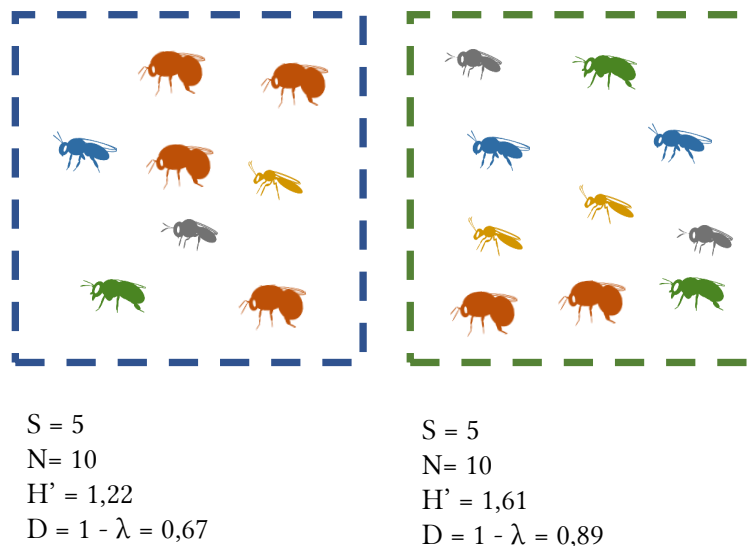 S = 5
N= 10
H’ = 1,22
D = 1 - λ = 0,67
S = 5
N= 10
H’ = 1,61
D = 1 - λ = 0,89